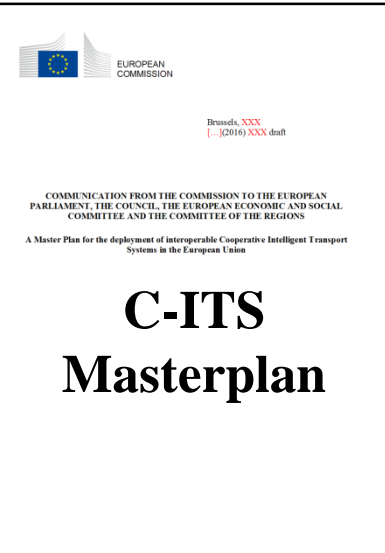 EUROPEAN
COMMISSION
Brussels, XXX
[…](2016) XXX draft
COMMUNICATION FROM THE COMMISSION TO THE EUROPEAN
PARLIAMENT, THE COUNCIL, THE EUROPEAN ECONOMIC AND SOCIAL
COMMITTEE AND THE COMMITTEE OF THE REGIONS
A Master Plan for the deployment of interoperable Cooperative Intelligent Transport
Systems in the European Union
C-ITS
Masterplan